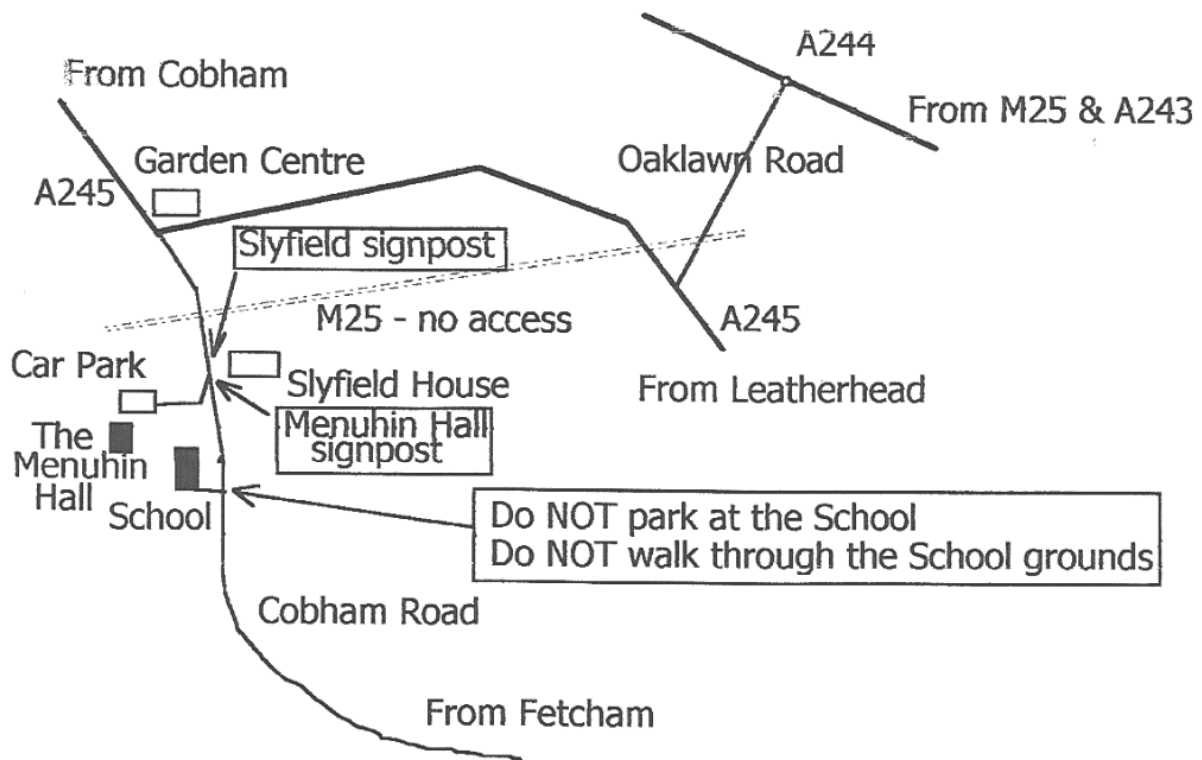 A244
From Cobham
From M25 & A243
Garden Centre
Oaklawn Road
A245
Slyfield signpost
M25 - no access
A245
Car Park
Slyfield House
From Leatherhead
Menuhin Hall
signpost
The
Menuhin
Hall
School
Do NOT park at the School
Do NOT walk through the School grounds
Cobham Road
From Fetcham